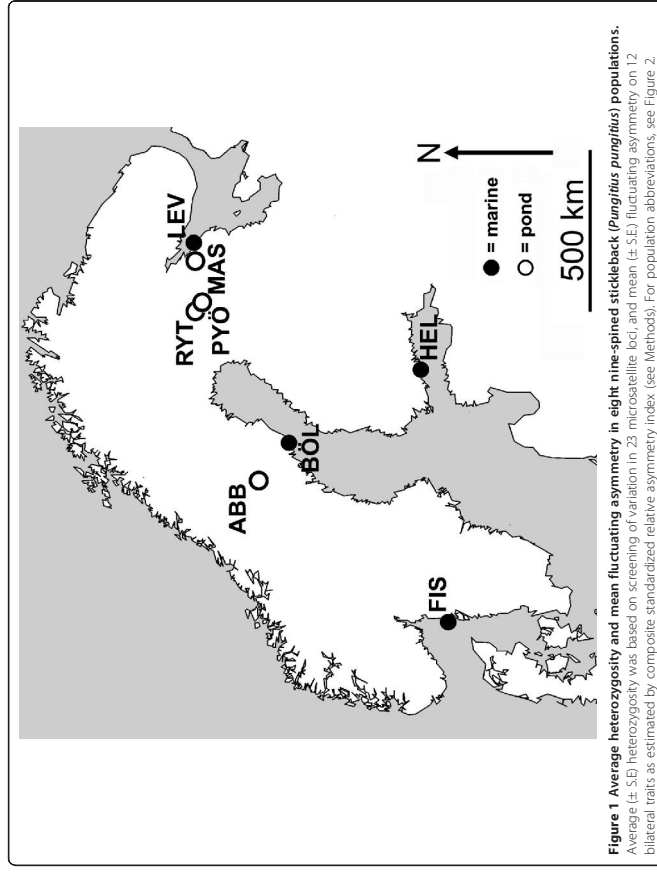 LEV
MAS
RYT
PYÖ
ABB
BÖL
HEL
FIS
N
= marine
= pond
500 km
Figure 1 Average heterozygosity and mean fluctuating asymmetry in eight nine-spined stickleback (Pungitius pungitius) populations.
Average (± S.E) heterozygosity was based on screening of variation in 23 microsatellite loci, and mean (± S.E.) fluctuating asymmetry on 12
bilateral traits as estimated by composite standardized relative asymmetry index (see Methods). For population abbreviations, see Figure 2.